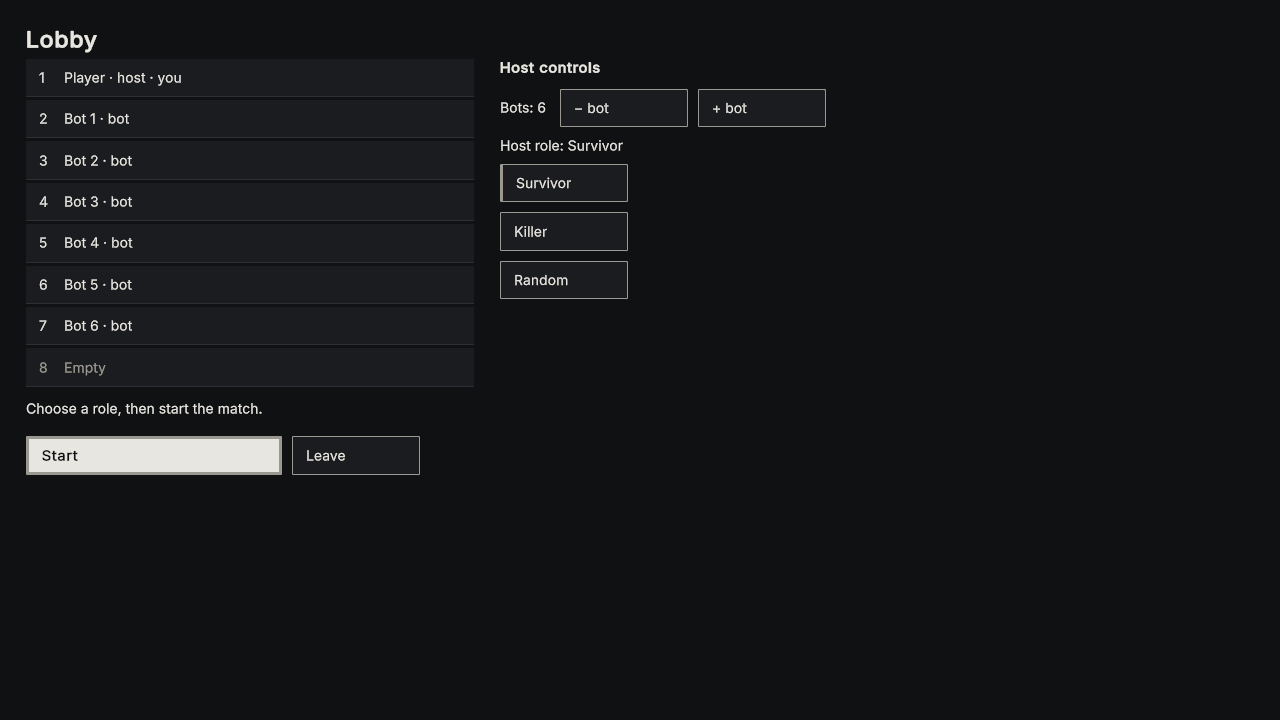 Lobby
1 Player · host · you
2 Bot 1 · bot
3 Bot 2 · bot
4 Bot 3 · bot
5 Bot 4 · bot
6 Bot 5 · bot
7 Bot 6 · bot
8 Empty
Choose a role, then start the match.
Start
Leave
Host controls
Bots: 6
− bot
+ bot
Host role: Survivor
Survivor
Killer
Random